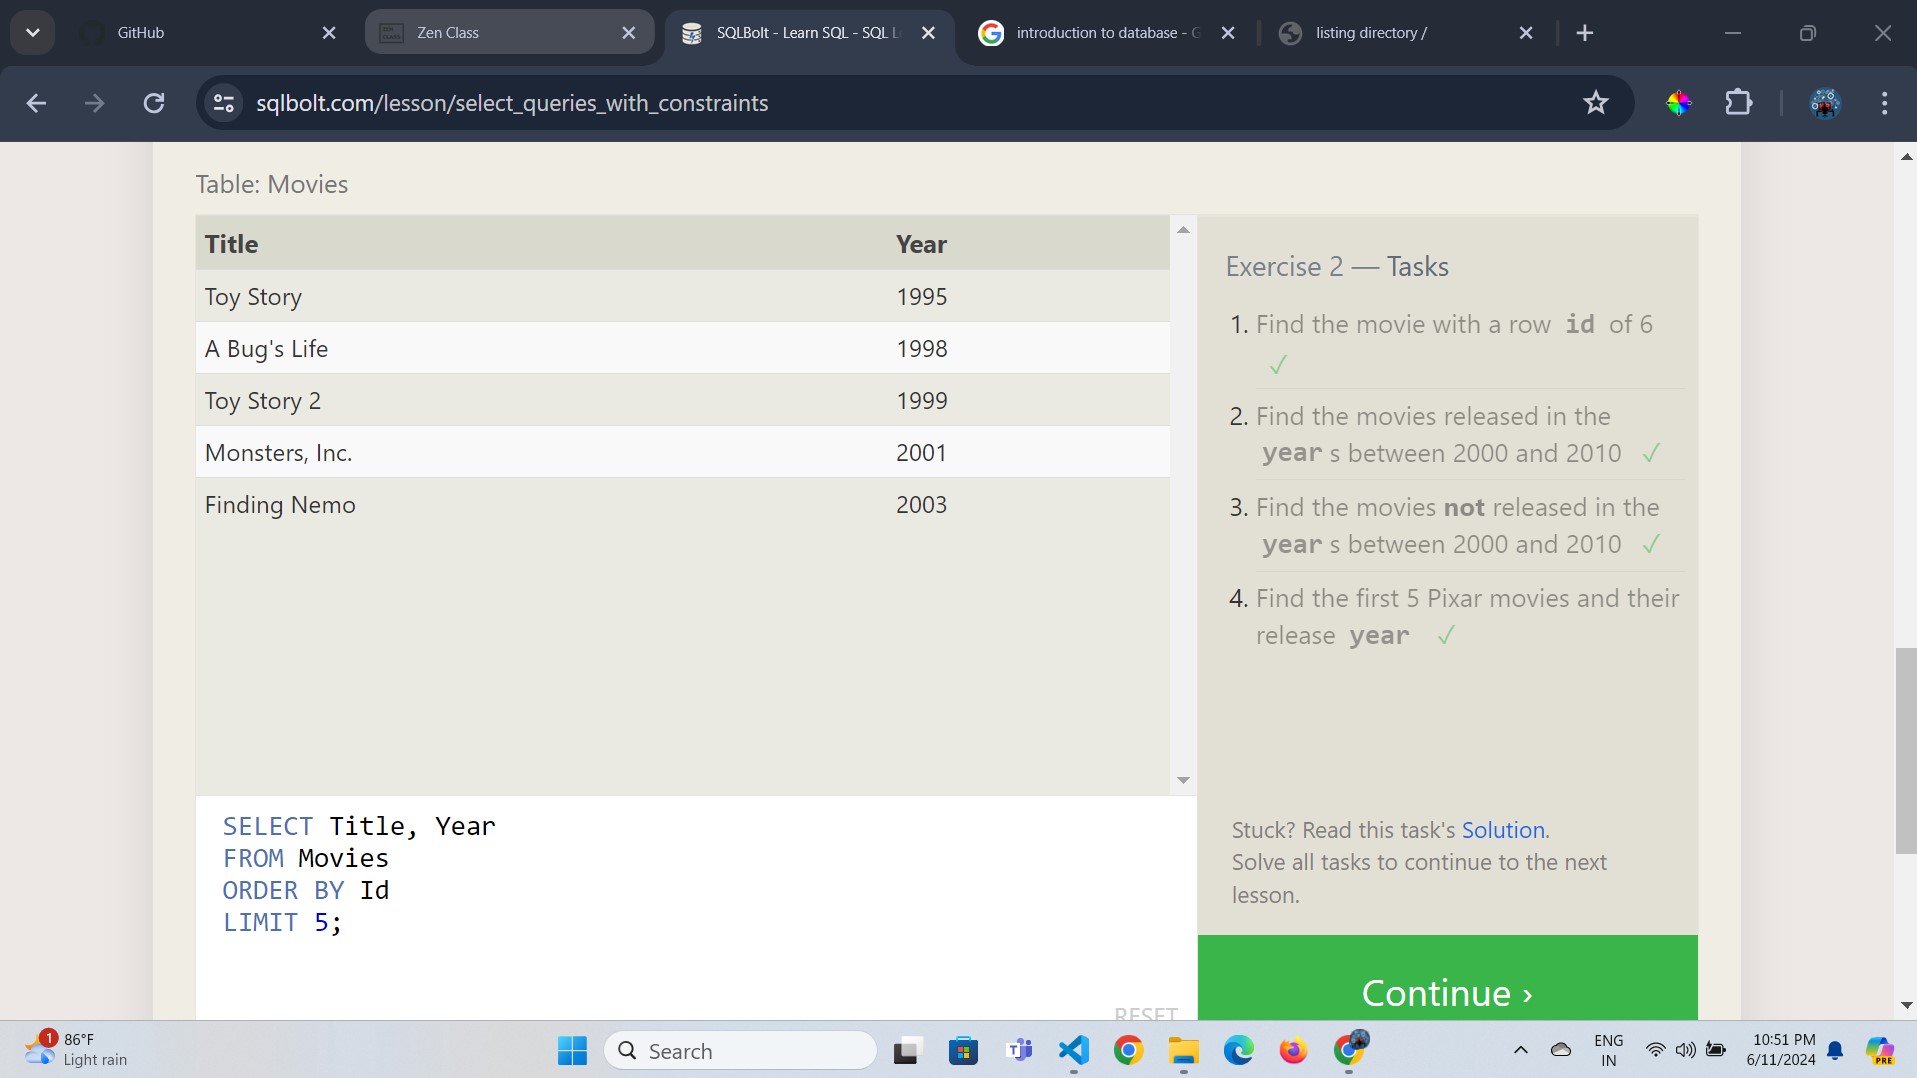 GitHub
Zen Class
SQLBolt - Learn SQL - SQL L
introduction to database - G
listing directory /
sqlbolt.com/lesson/select_queries_with_constraints
Table: Movies
Title Year
Toy Story 1995
A Bug's Life 1998
Toy Story 2 1999
Monsters, Inc. 2001
Finding Nemo 2003
Exercise 2 — Tasks
1. Find the movie with a row id of 6
✓
2. Find the movies released in the
year s between 2000 and 2010 ✓
3. Find the movies not released in the
year s between 2000 and 2010 ✓
4. Find the first 5 Pixar movies and their
release year ✓
Stuck? Read this task's Solution.
Solve all tasks to continue to the next
lesson.
Continue ›
SELECT Title, Year
FROM Movies
ORDER BY Id
LIMIT 5;
RESET
1
86°F
Light rain
Search
ENG
IN
10:51 PM
6/11/2024
PRE